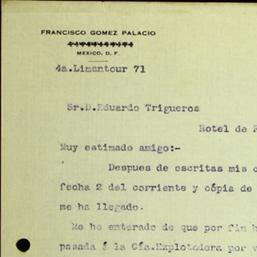 FRANCISCO GOMEZ PALACIO
MEXICO, D. F.
4a.Limantour 71
Sr.D.Eduardo Trigueros
Hotel de
Muy estimado amigo:-
Despues de escritas mis
fecha 2 del corriente y cópia de
me ha llegado.
Me he enterado de que por fin
pasada á la Cía.Explotadora por